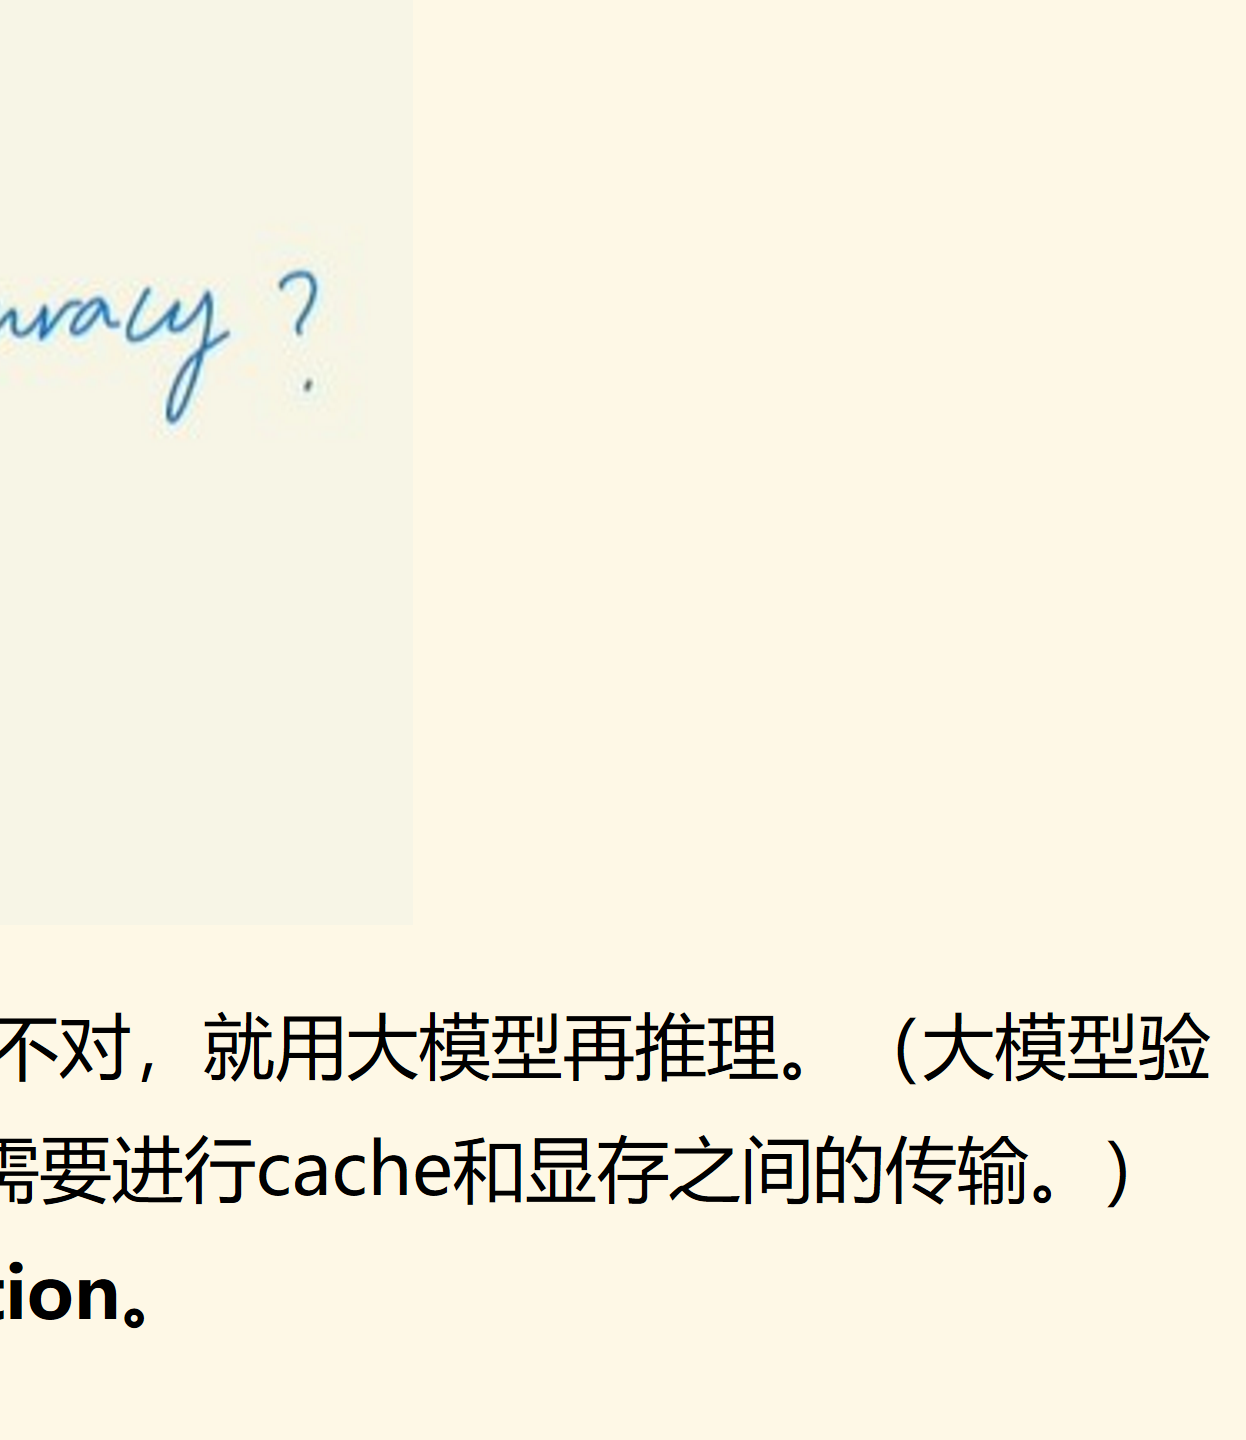 uracy ?
不对，就用大模型再推理。（大模型验
需要进行cache和显存之间的传输。）
tion。